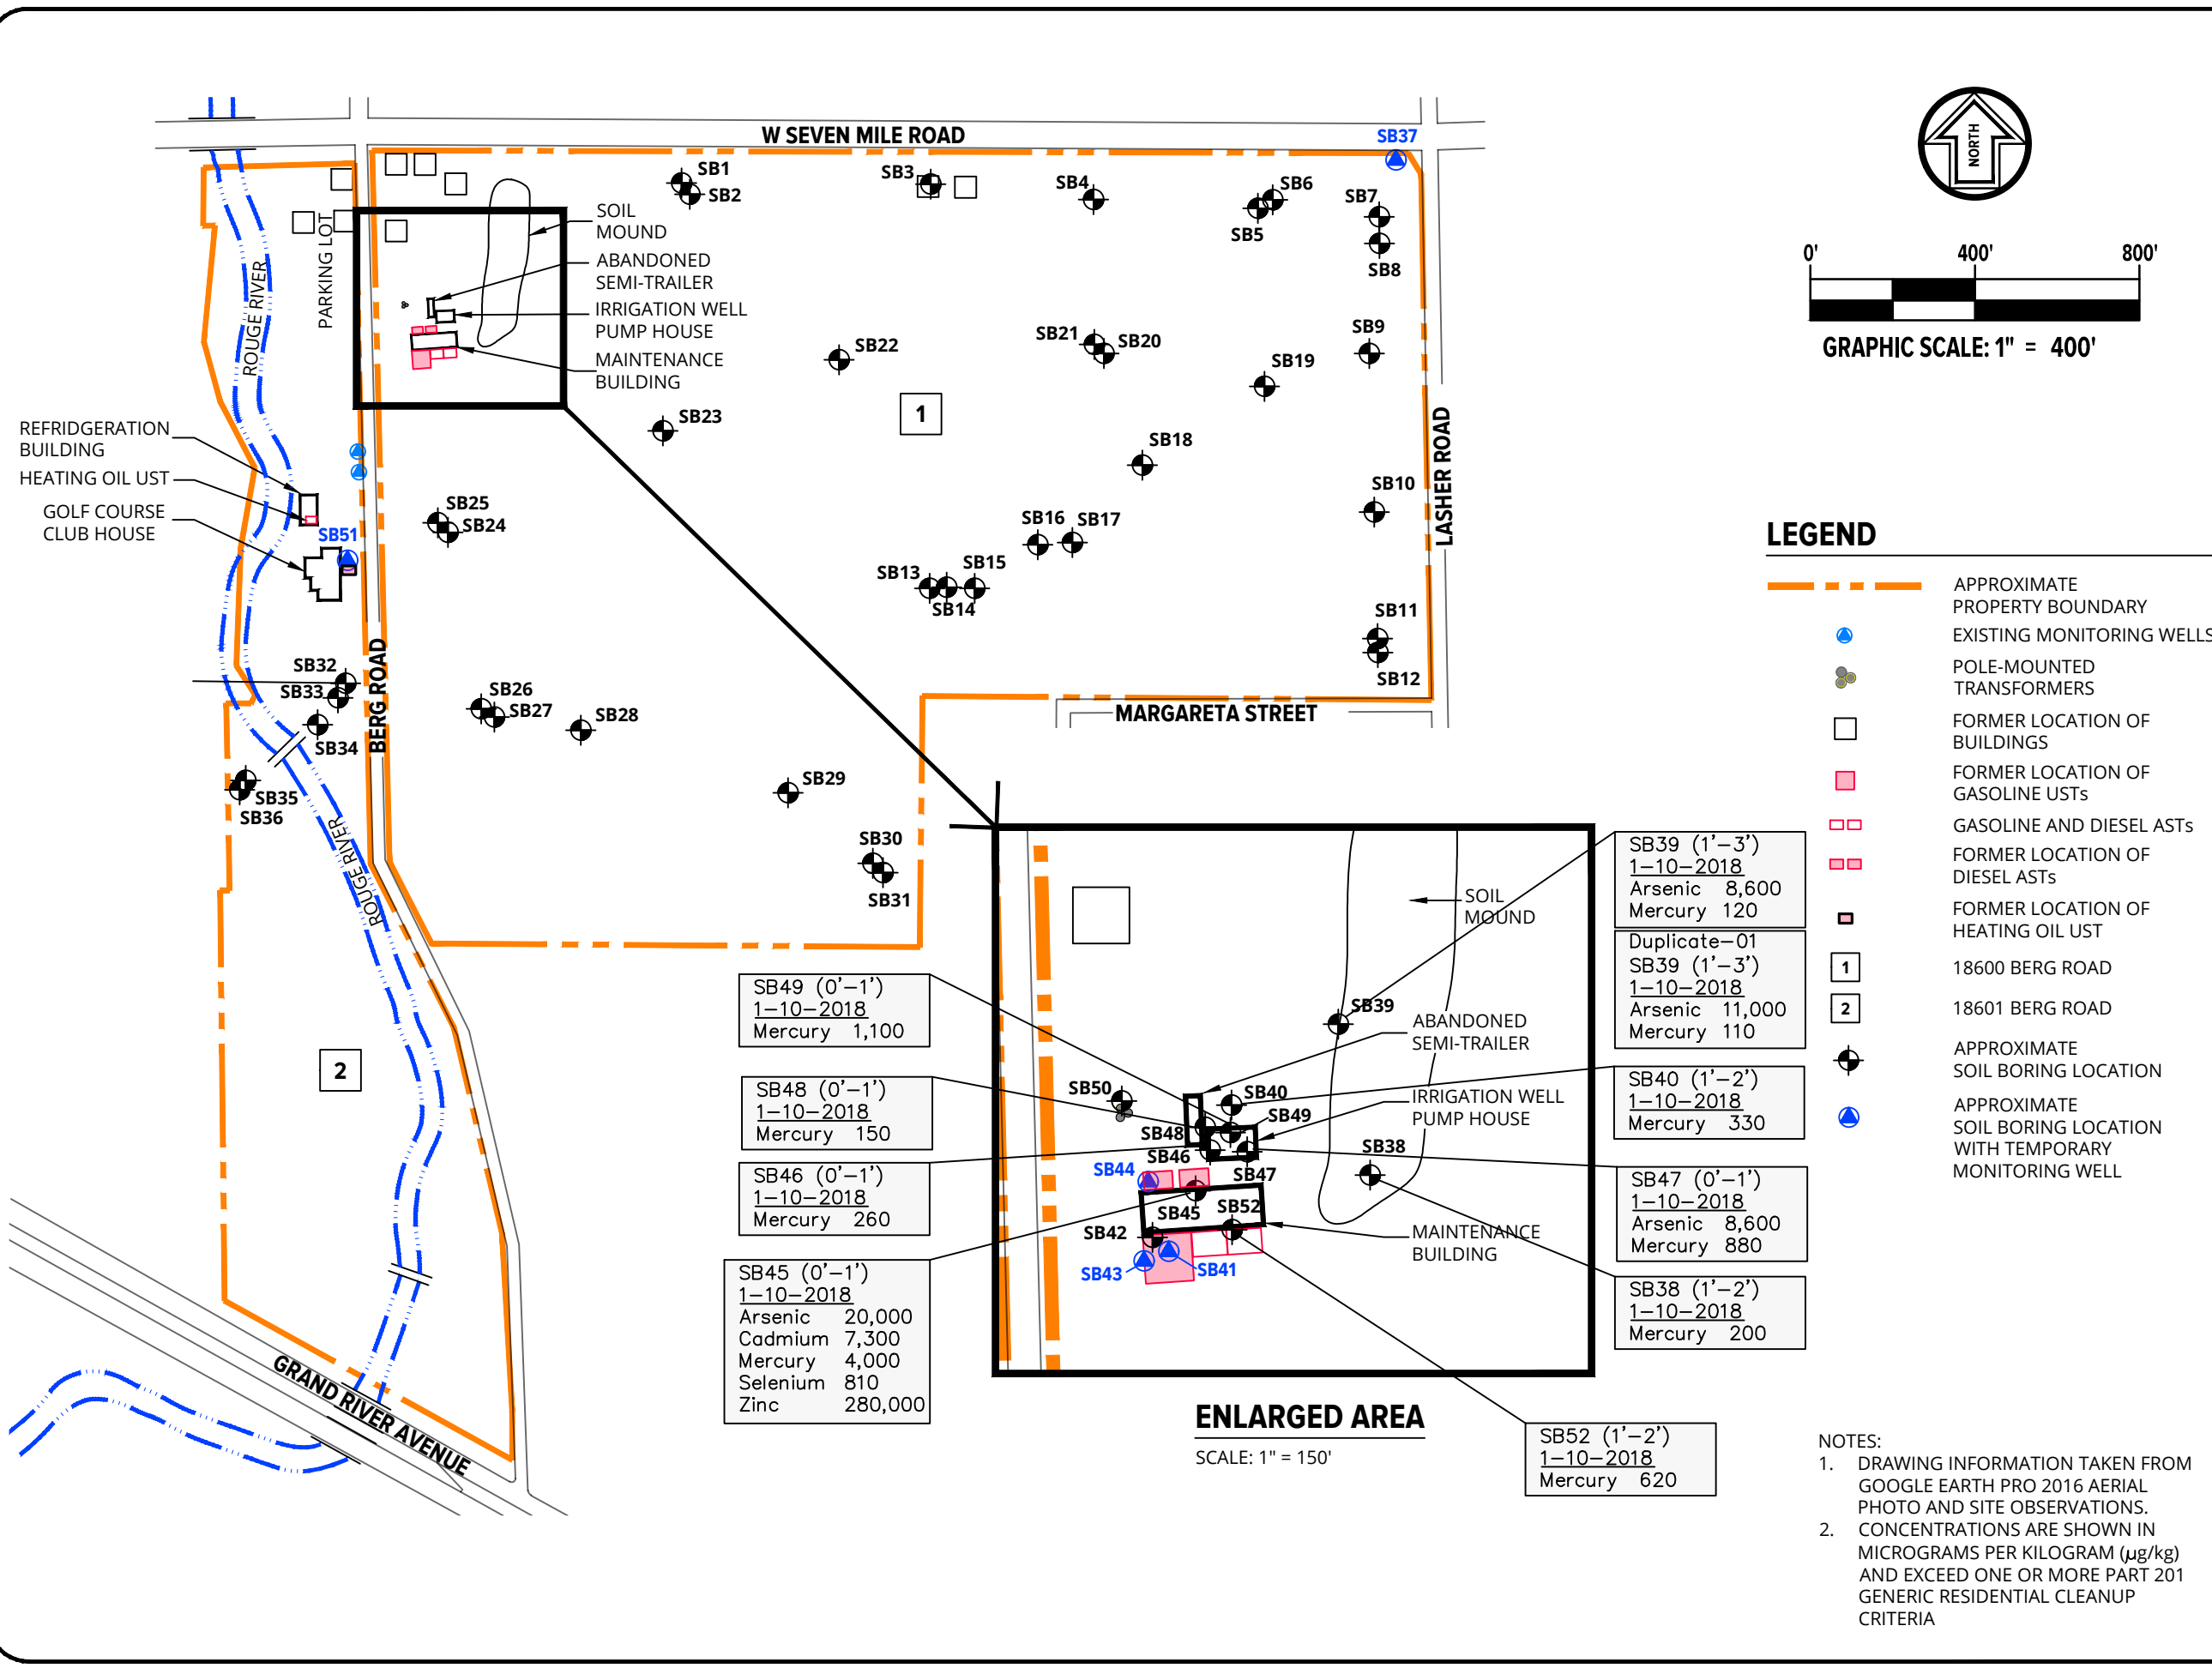 W SEVEN MILE ROAD
SB37
SB1
SB2
SB3
SB4
SB5
SB6
SB7
SB8
SOIL
MOUND
ABANDONED
SEMI-TRAILER
IRRIGATION WELL
PUMP HOUSE
MAINTENANCE
BUILDING
PARKING LOT
ROUGE RIVER
SB22
SB21
SB20
SB9
SB19
SB23
1
SB18
LASHER ROAD
REFRIDGERATION
BUILDING
HEATING OIL UST
GOLF COURSE
CLUB HOUSE
SB51
SB25
SB24
SB10
SB16
SB17
SB13
SB15
SB14
SB11
SB12
SB32
SB33
SB34
BERG ROAD
SB26
SB27
SB28
MARGARETA STREET
SB35
SB36
SB29
SB30
SB31
ROUGE RIVER
2
GRAND RIVER AVENUE
NORTH
0'
400'
800'
GRAPHIC SCALE: 1" = 400'
LEGEND
APPROXIMATE
PROPERTY BOUNDARY
EXISTING MONITORING WELLS
POLE-MOUNTED
TRANSFORMERS
FORMER LOCATION OF
BUILDINGS
FORMER LOCATION OF
GASOLINE USTs
GASOLINE AND DIESEL ASTs
FORMER LOCATION OF
DIESEL ASTs
FORMER LOCATION OF
HEATING OIL UST
1
18600 BERG ROAD
2
18601 BERG ROAD
APPROXIMATE
SOIL BORING LOCATION
APPROXIMATE
SOIL BORING LOCATION
WITH TEMPORARY
MONITORING WELL
SB49 (0'-1')
1-10-2018
Mercury 1,100
SB48 (0'-1')
1-10-2018
Mercury 150
SB46 (0'-1')
1-10-2018
Mercury 260
SB45 (0'-1')
1-10-2018
Arsenic 20,000
Cadmium 7,300
Mercury 4,000
Selenium 810
Zinc 280,000
SOIL
MOUND
SB39
ABANDONED
SEMI-TRAILER
SB50
SB40
SB49
IRRIGATION WELL
PUMP HOUSE
SB48
SB46
SB44
SB47
SB38
SB45
SB52
SB42
MAINTENANCE
BUILDING
SB43
SB41
SB39 (1'-3')
1-10-2018
Arsenic 8,600
Mercury 120
Duplicate-01
SB39 (1'-3')
1-10-2018
Arsenic 11,000
Mercury 110
SB40 (1'-2')
1-10-2018
Mercury 330
SB47 (0'-1')
1-10-2018
Arsenic 8,600
Mercury 880
SB38 (1'-2')
1-10-2018
Mercury 200
SB52 (1'-2')
1-10-2018
Mercury 620
ENLARGED AREA
SCALE: 1" = 150'
NOTES:
1. DRAWING INFORMATION TAKEN FROM
GOOGLE EARTH PRO 2016 AERIAL
PHOTO AND SITE OBSERVATIONS.
2. CONCENTRATIONS ARE SHOWN IN
MICROGRAMS PER KILOGRAM (µg/kg)
AND EXCEED ONE OR MORE PART 201
GENERIC RESIDENTIAL CLEANUP
CRITERIA